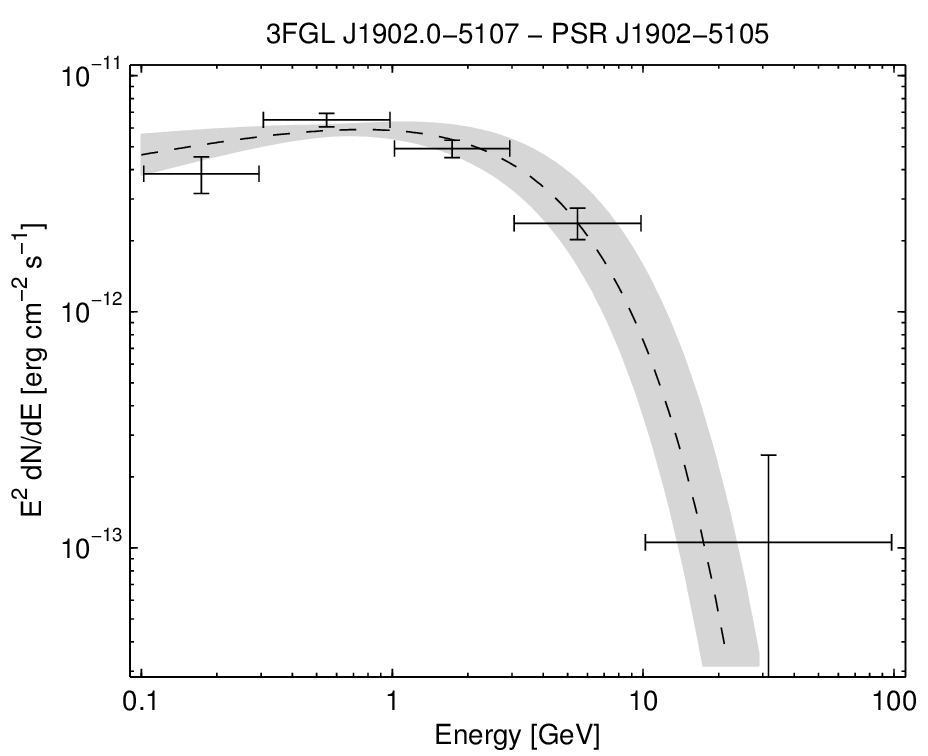 3FGL J1902.0−5107 − PSR J1902−5105
10⁻¹¹
10⁻¹²
10⁻¹³
E² dN/dE [erg cm⁻² s⁻¹]
0.1 1 10 100
Energy [GeV]